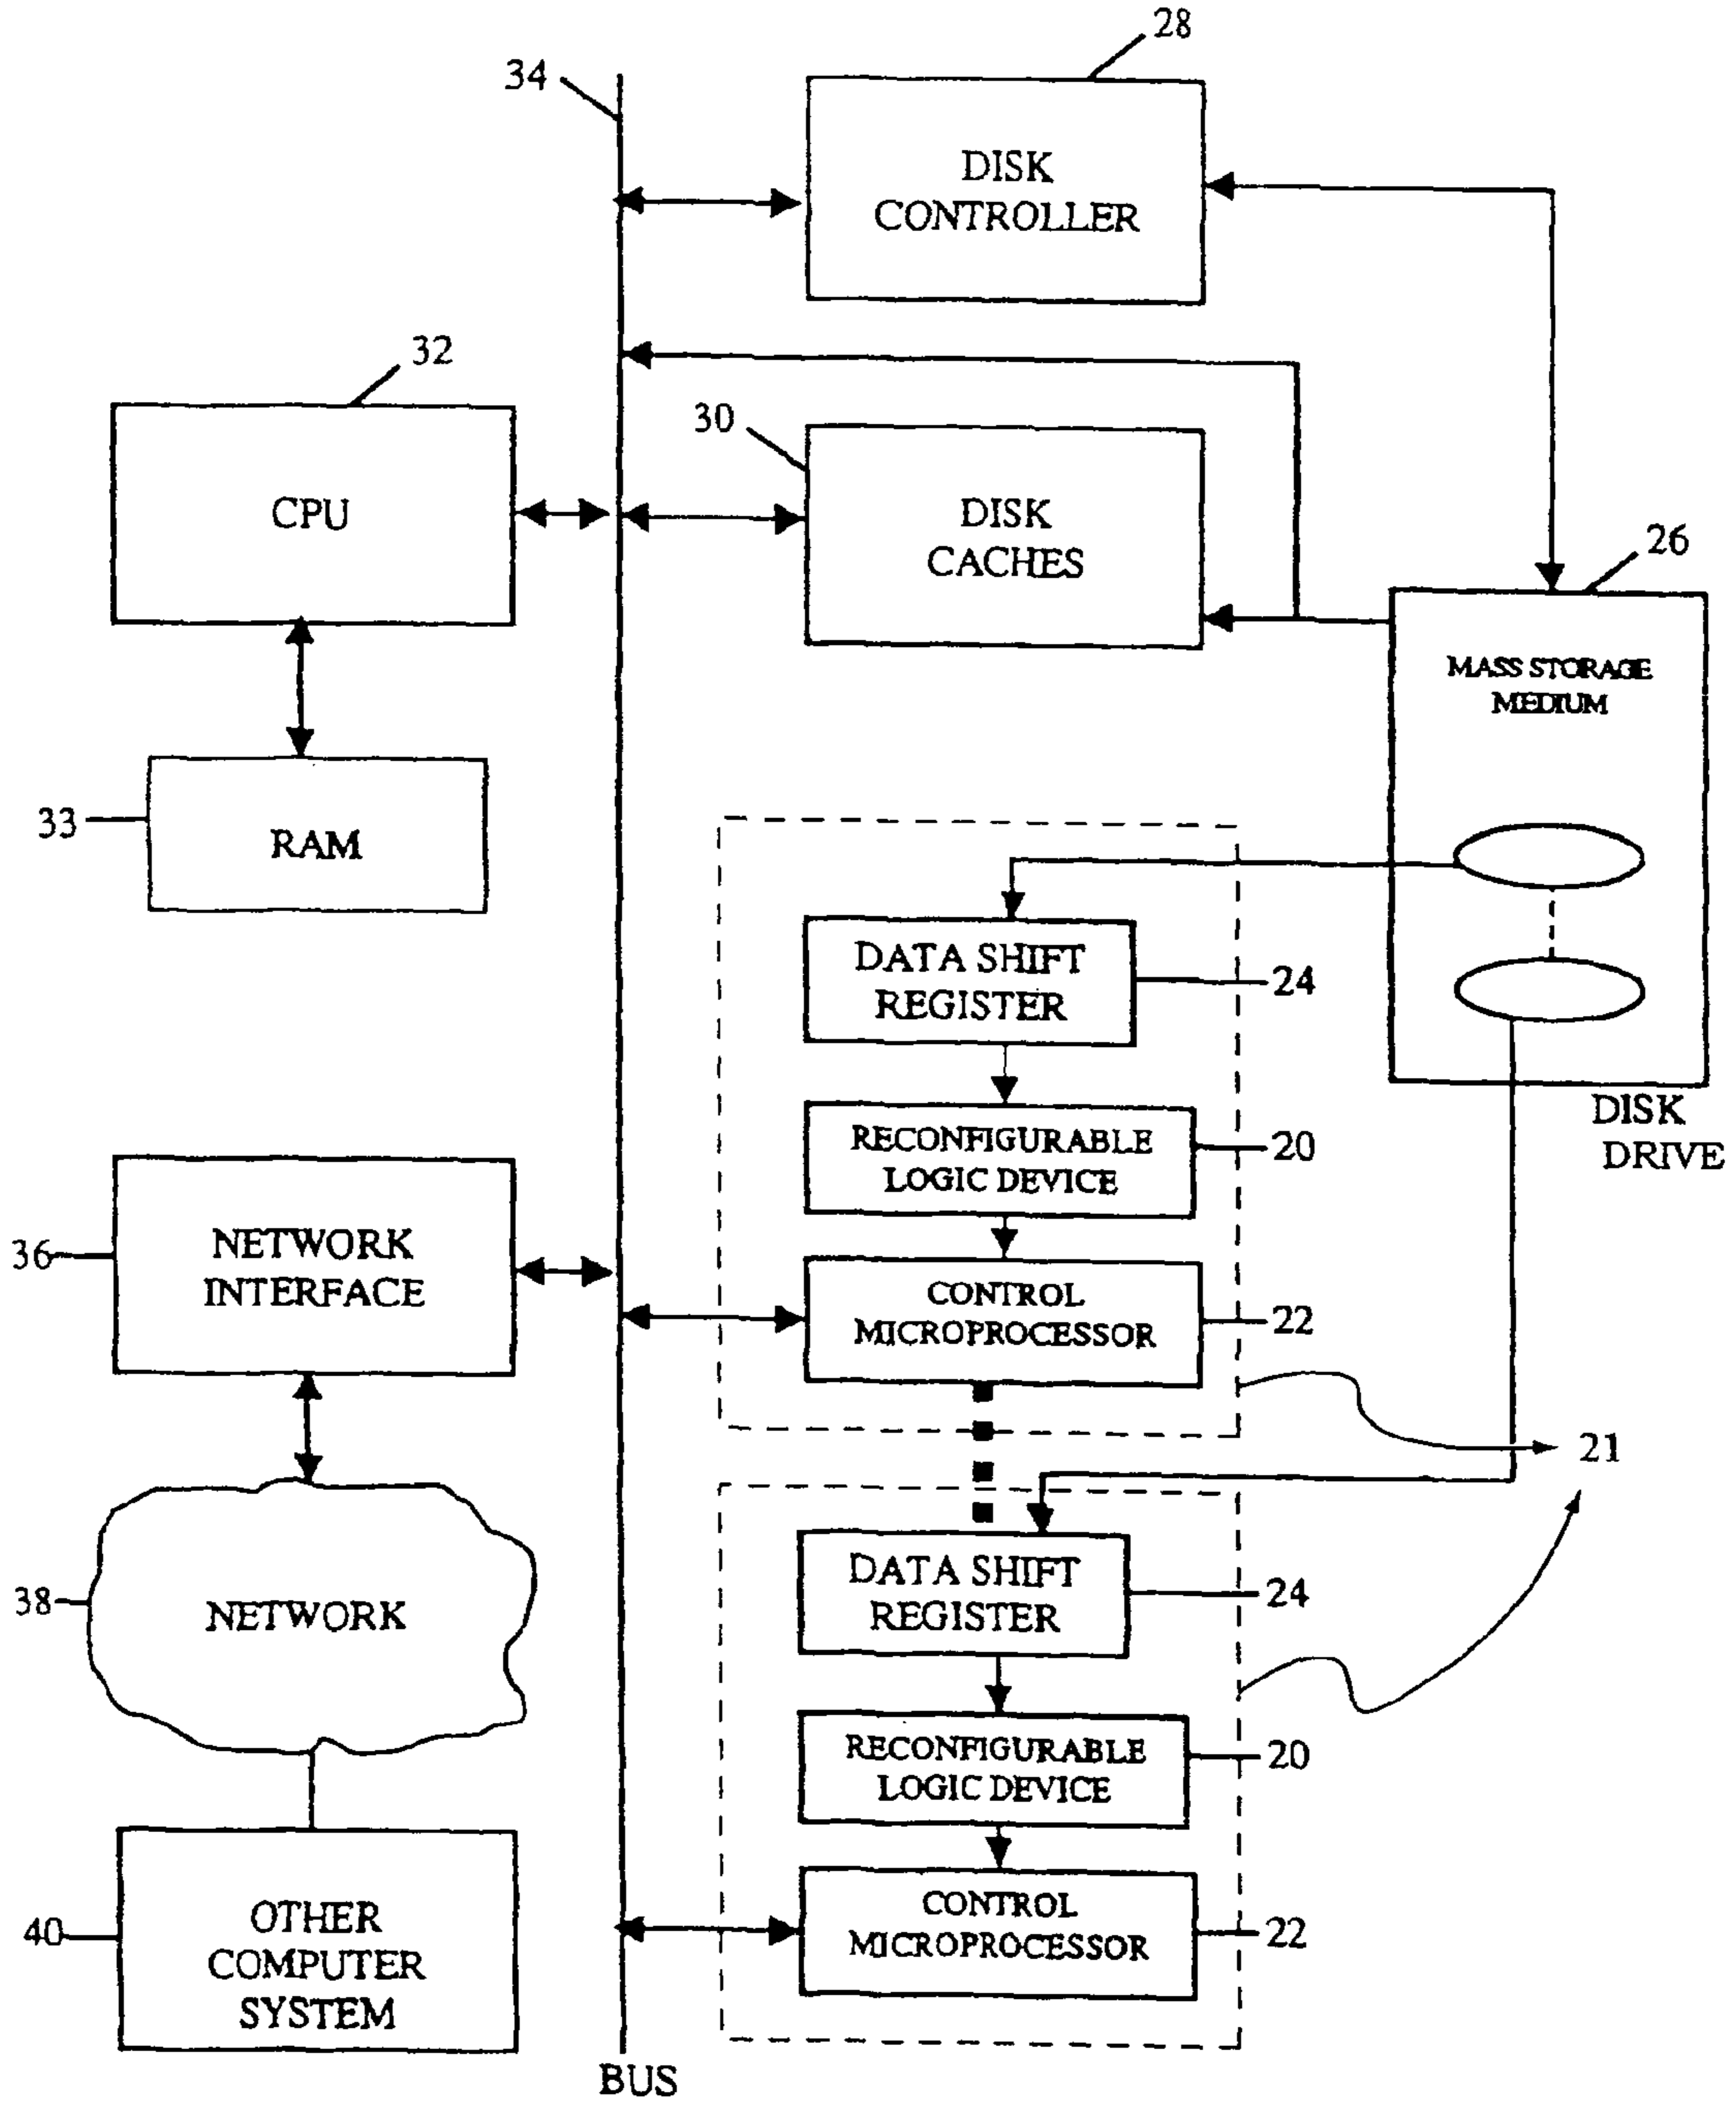 28
34
DISK
CONTROLLER
32
30
CPU
DISK
CACHES
26
MASS STORAGE
MEDIUM
33
RAM
DATA SHIFT
REGISTER
24
DISK
DRIVE
RECONFIGURABLE
LOGIC DEVICE
20
36
NETWORK
INTERFACE
CONTROL
MICROPROCESSOR
22
21
38
NETWORK
DATA SHIFT
REGISTER
24
RECONFIGURABLE
LOGIC DEVICE
20
40
OTHER
COMPUTER
SYSTEM
CONTROL
MICROPROCESSOR
22
BUS